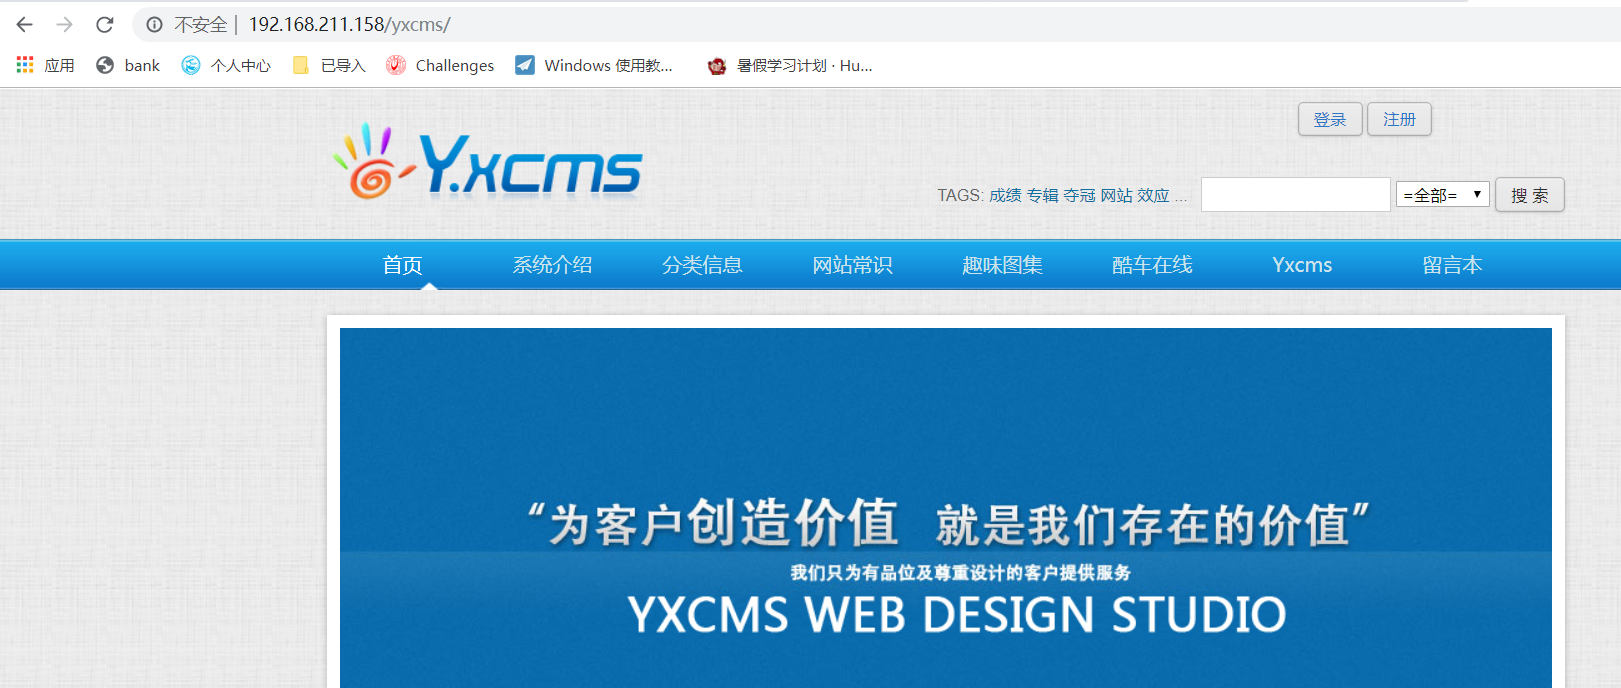 不安全 | 192.168.211.158/yxcms/
应用 bank 个人中心 已导入 Challenges Windows 使用教... 暑假学习计划 · Hu...
登录 注册
Y.xcms
TAGS: 成绩 专辑 夺冠 网站 效应 ... =全部= 搜 索
首页 系统介绍 分类信息 网站常识 趣味图集 酷车在线 Yxcms 留言本
“为客户创造价值 就是我们存在的价值”
我们只为有品位及尊重设计的客户提供服务
YXCMS WEB DESIGN STUDIO